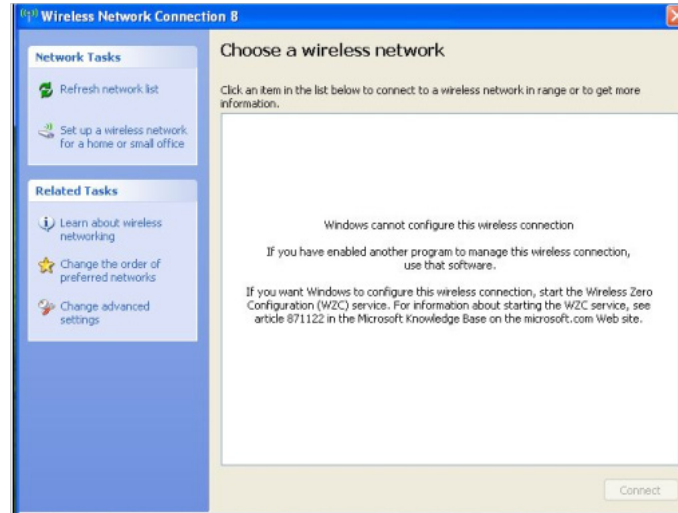 Wireless Network Connection 8
Network Tasks
Refresh network list
Set up a wireless network
for a home or small office
Related Tasks
Learn about wireless
networking
Change the order of
preferred networks
Change advanced
settings
Choose a wireless network
Click an item in the list below to connect to a wireless network in range or to get more
information.
Windows cannot configure this wireless connection
If you have enabled another program to manage this wireless connection,
use that software.
If you want Windows to configure this wireless connection, start the Wireless Zero
Configuration (WZC) service. For information about starting the WZC service, see
article 871122 in the Microsoft Knowledge Base on the microsoft.com Web site.
Connect